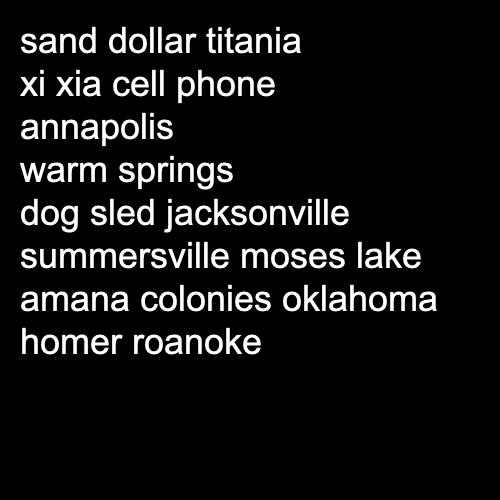 sand dollar titania
xi xia cell phone
annapolis
warm springs
dog sled jacksonville
summersville moses lake
amana colonies oklahoma
homer roanoke